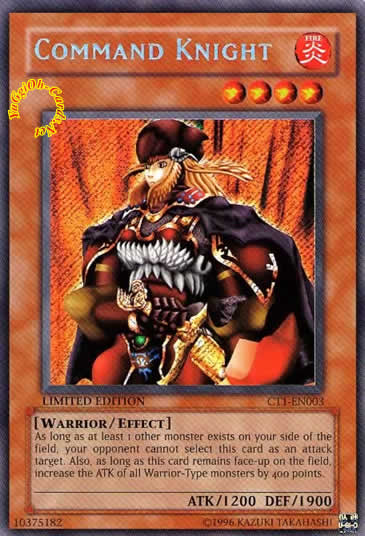 COMMAND KNIGHT
FIRE
炎
YuGiOh-Cards.Net
LIMITED EDITION CT1-EN003
[WARRIOR/EFFECT]
As long as at least 1 other monster exists on your side of the
field, your opponent cannot select this card as an attack
target. Also, as long as this card remains face-up on the field,
increase the ATK of all Warrior-Type monsters by 400 points.
ATK/1200 DEF/1900
10375182 ©1996 KAZUKI TAKAHASHI